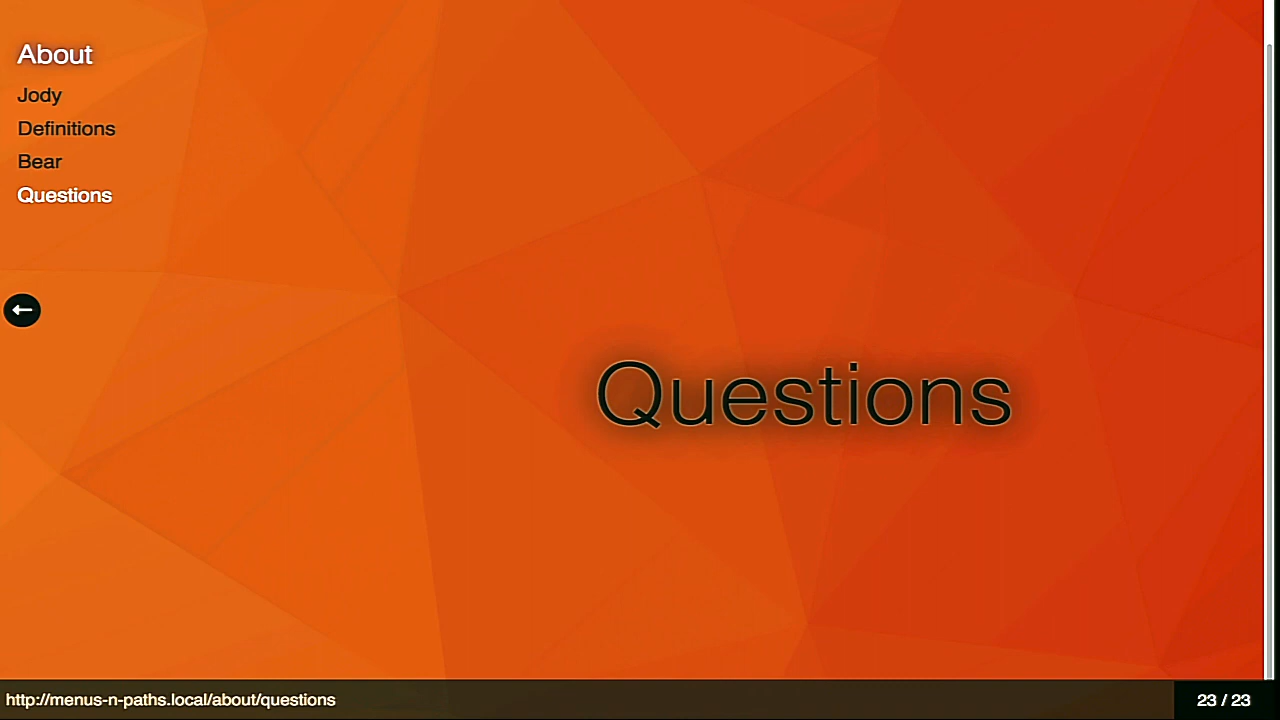 About
Jody
Definitions
Bear
Questions
Questions
http://menus-n-paths.local/about/questions
23 / 23